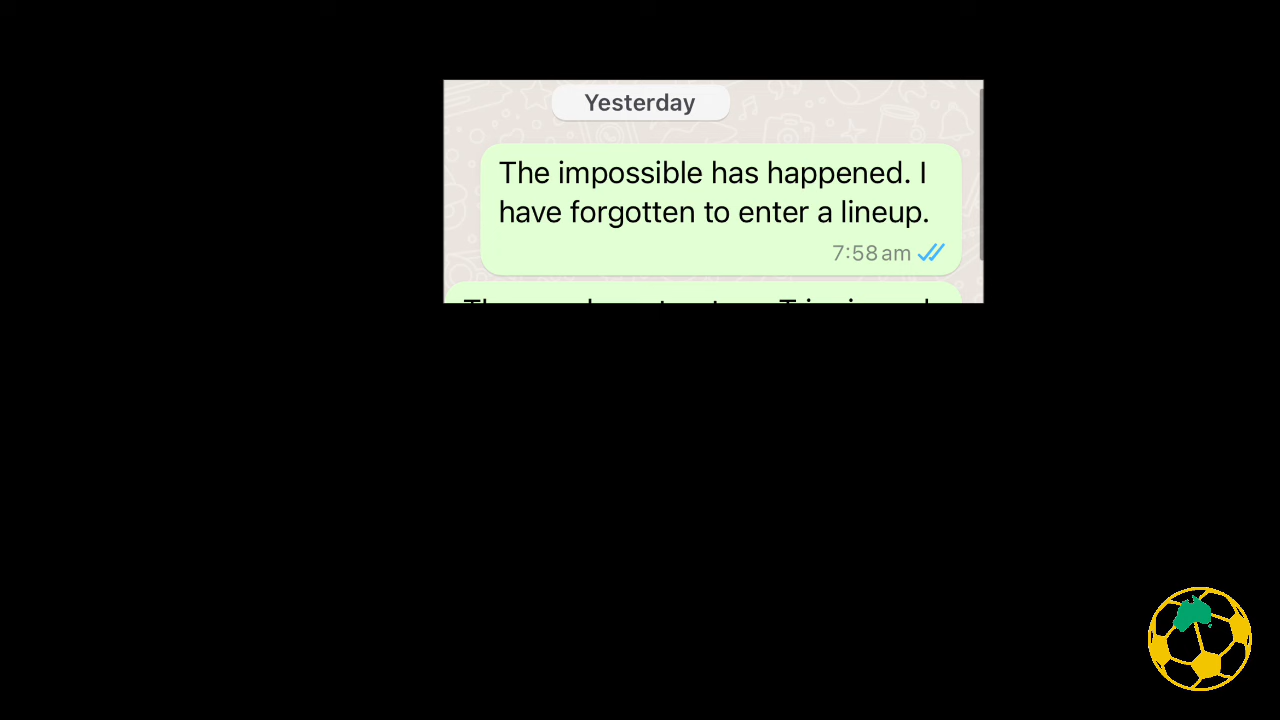 Yesterday
The impossible has happened. I
have forgotten to enter a lineup.
7:58 am